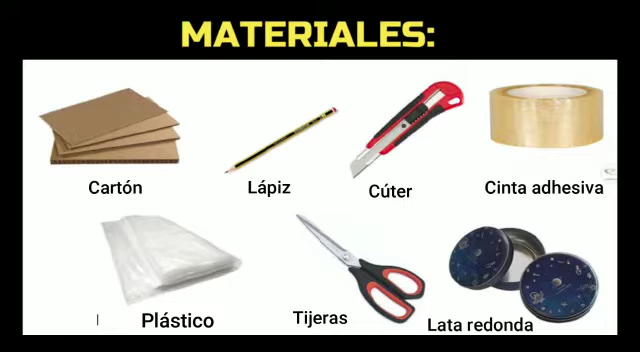 MATERIALES:
Cartón
Lápiz
Cúter
Cinta adhesiva
Plástico
Tijeras
Lata redonda